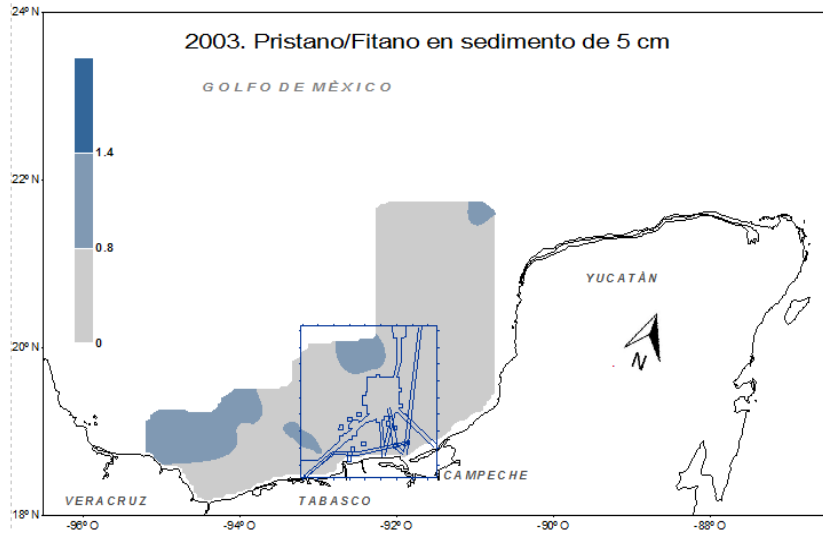 24º N
2003. Pristano/Fitano en sedimento de 5 cm
GOLFO DE MÈXICO
1.4
22º N
0.8
YUCATÀN
0
20º N
N
CAMPECHE
VERACRUZ
TABASCO
18º N
-96º O
-94º O
-92º O
-90º O
-88º O